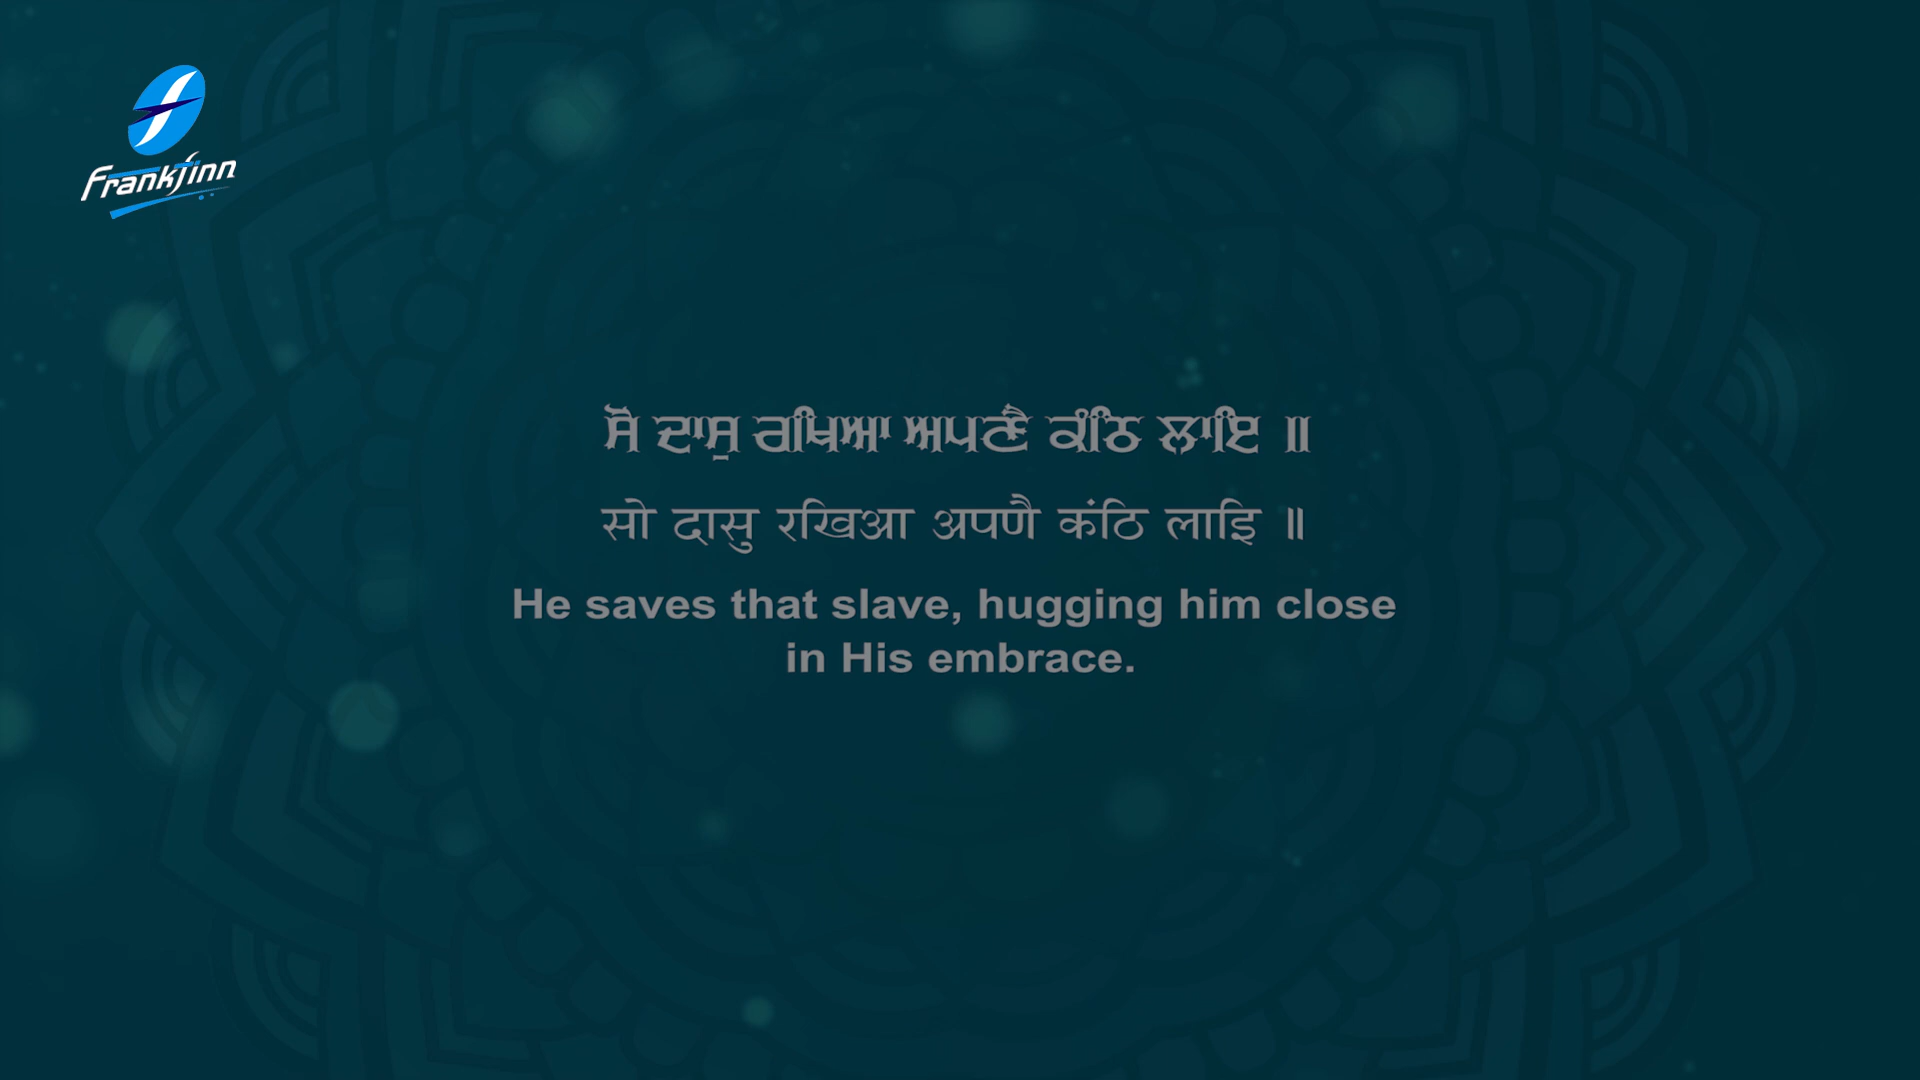 Frankfinn
ਸੋ ਦਾਸੁ ਰਖਿਆ ਅਪਣੈ ਕੰਠਿ ਲਾਇ ॥
सो दासु रखिआ अपणै कंठि लाइि ॥
He saves that slave, hugging him close
in His embrace.